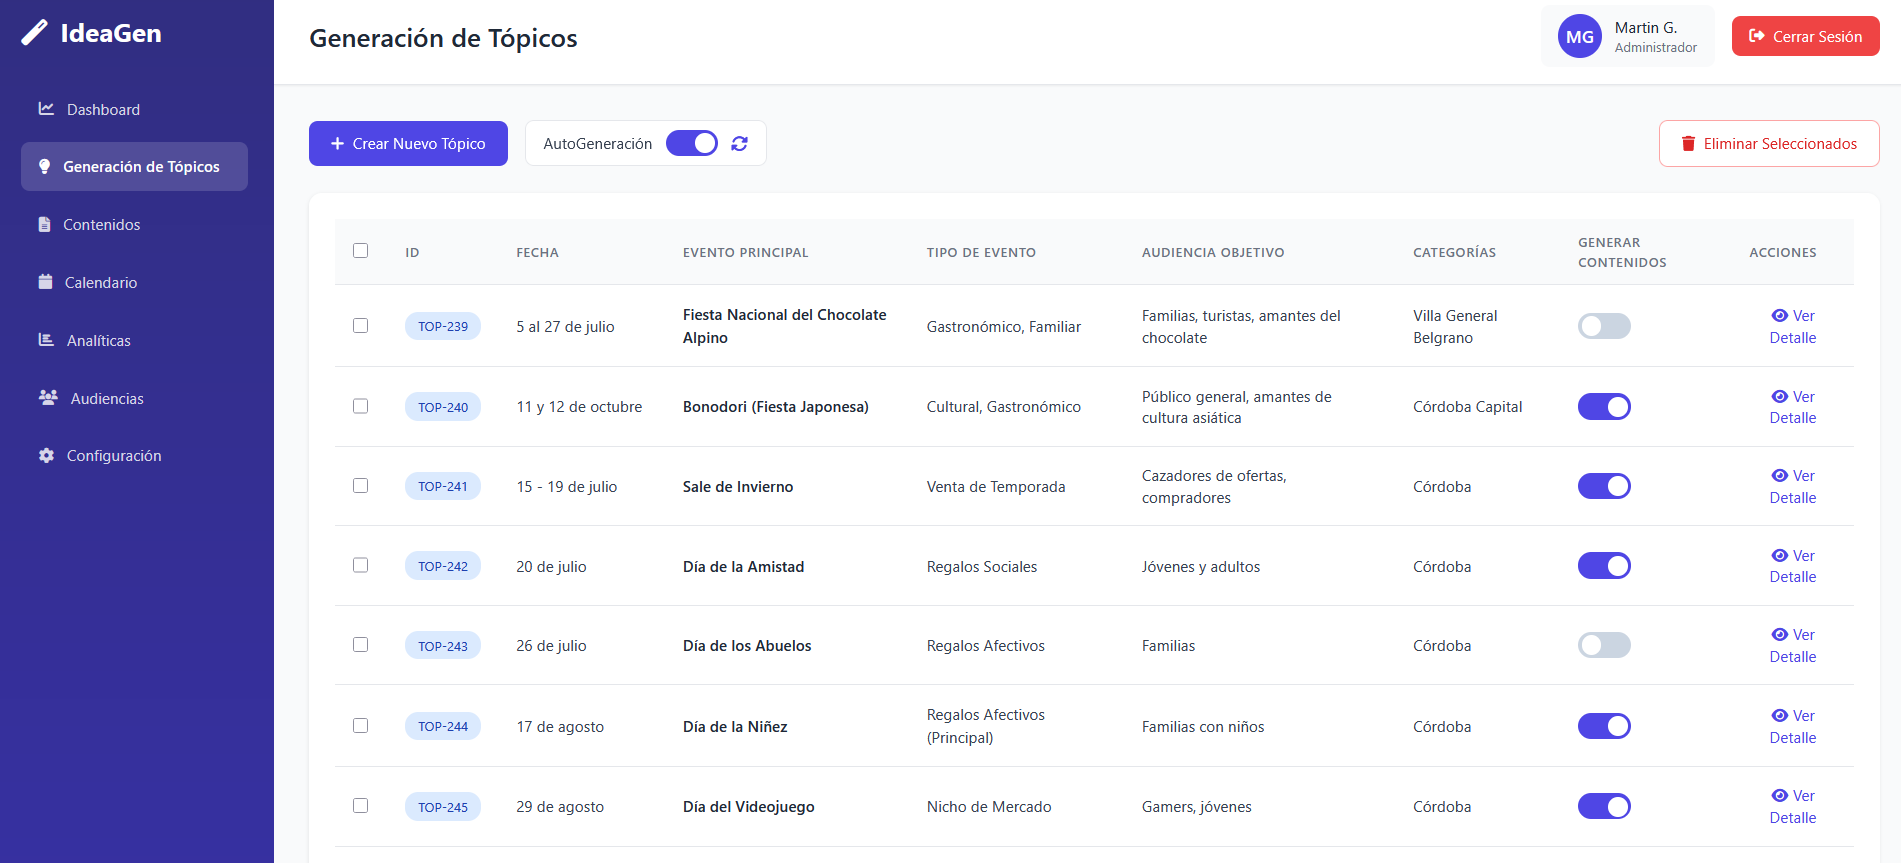 IdeaGen
Dashboard
Generación de Tópicos
Contenidos
Calendario
Analíticas
Audiencias
Configuración
Generación de Tópicos
MG
Martin G.
Administrador
Cerrar Sesión
Crear Nuevo Tópico
AutoGeneración
Eliminar Seleccionados
ID
FECHA
EVENTO PRINCIPAL
TIPO DE EVENTO
AUDIENCIA OBJETIVO
CATEGORÍAS
GENERAR
CONTENIDOS
ACCIONES
TOP-239
5 al 27 de julio
Fiesta Nacional del Chocolate
Alpino
Gastronómico, Familiar
Familias, turistas, amantes del
chocolate
Villa General
Belgrano
Ver
Detalle
TOP-240
11 y 12 de octubre
Bonodori (Fiesta Japonesa)
Cultural, Gastronómico
Público general, amantes de
cultura asiática
Córdoba Capital
Ver
Detalle
TOP-241
15 - 19 de julio
Sale de Invierno
Venta de Temporada
Cazadores de ofertas,
compradores
Córdoba
Ver
Detalle
TOP-242
20 de julio
Día de la Amistad
Regalos Sociales
Jóvenes y adultos
Córdoba
Ver
Detalle
TOP-243
26 de julio
Día de los Abuelos
Regalos Afectivos
Familias
Córdoba
Ver
Detalle
TOP-244
17 de agosto
Día de la Niñez
Regalos Afectivos
(Principal)
Familias con niños
Córdoba
Ver
Detalle
TOP-245
29 de agosto
Día del Videojuego
Nicho de Mercado
Gamers, jóvenes
Córdoba
Ver
Detalle